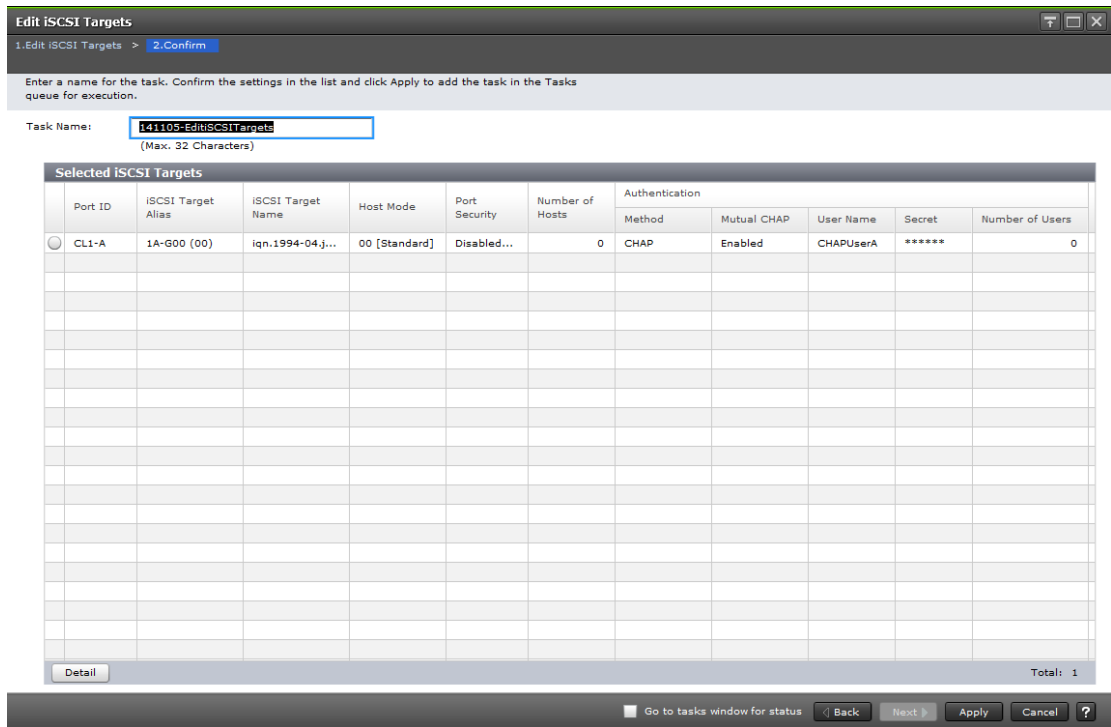 Edit iSCSI Targets
1.Edit iSCSI Targets > 2.Confirm
Enter a name for the task. Confirm the settings in the list and click Apply to add the task in the Tasks
queue for execution.
Task Name: 141105-EditiSCSITargets
(Max. 32 Characters)
Selected iSCSI Targets
Port ID iSCSI Target Alias iSCSI Target Name Host Mode Port Security Number of Hosts Authentication
Method Mutual CHAP User Name Secret Number of Users
CL1-A 1A-G00 (00) iqn.1994-04.j... 00 [Standard] Disabled... 0 CHAP Enabled CHAPUserA ****** 0
Detail Total: 1
Go to tasks window for status Back Next Apply Cancel ?